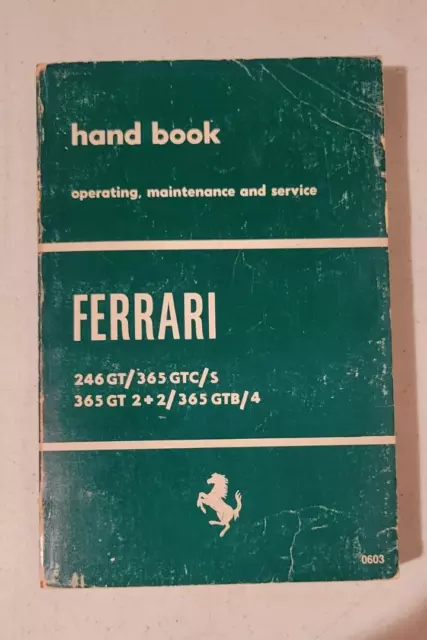 hand book
operating, maintenance and service
FERRARI
246 GT/365 GTC/S
365 GT 2+2/365 GTB/4
0603